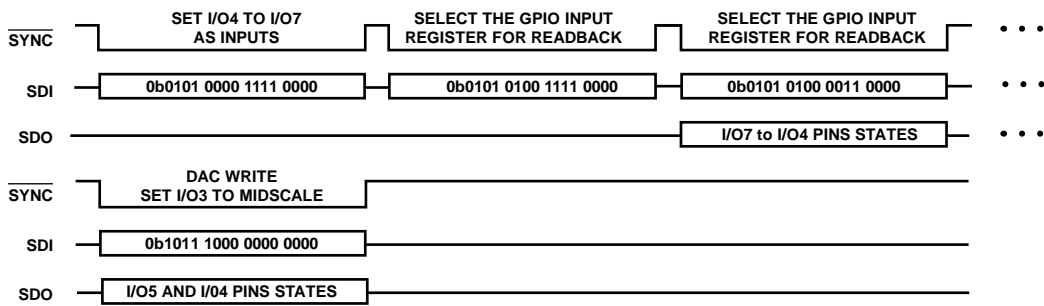 SET I/O4 TO I/O7
AS INPUTS
SELECT THE GPIO INPUT
REGISTER FOR READBACK
SELECT THE GPIO INPUT
REGISTER FOR READBACK
SYNC
SDI
0b0101 0000 1111 0000
0b0101 0100 1111 0000
0b0101 0100 0011 0000
SDO
I/O7 to I/O4 PINS STATES
SYNC
DAC WRITE
SET I/O3 TO MIDSCALE
SDI
0b1011 1000 0000 0000
SDO
I/O5 AND I/04 PINS STATES